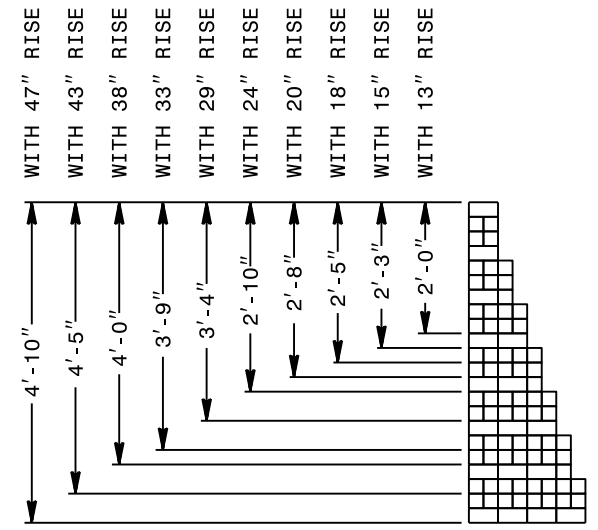 WITH 47" RISE
WITH 43" RISE
WITH 38" RISE
WITH 33" RISE
WITH 29" RISE
WITH 24" RISE
WITH 20" RISE
WITH 18" RISE
WITH 15" RISE
WITH 13" RISE
4'-10"
4'-5"
4'-0"
3'-9"
3'-4"
2'-10"
2'-8"
2'-5"
2'-3"
2'-0"